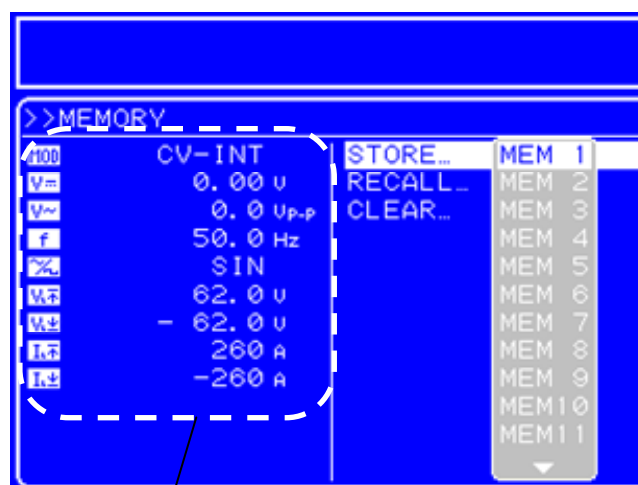 >>MEMORY
MOD CV-INT
V 0.00 V
V~ 0.0 Vp-p
f 50.0 Hz
SIN
62.0 V
- 62.0 V
260 A
-260 A
STORE…
RECALL…
CLEAR…
MEM 1
MEM 2
MEM 3
MEM 4
MEM 5
MEM 6
MEM 7
MEM 8
MEM 9
MEM10
MEM11